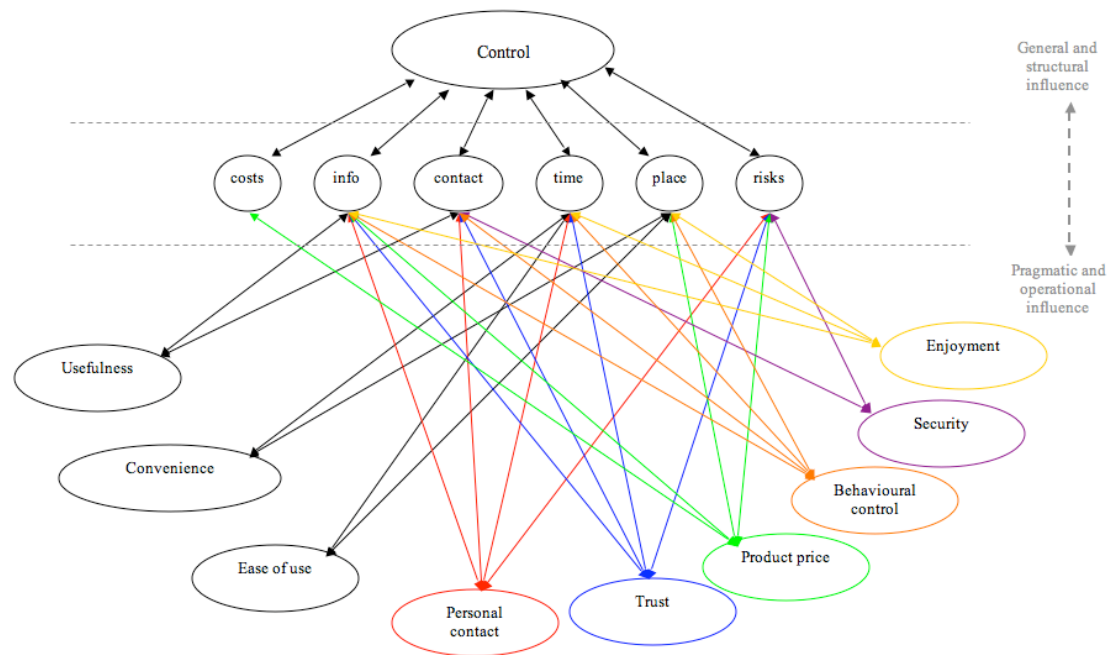 Control
General and
structural
influence
costs
info
contact
time
place
risks
Pragmatic and
operational
influence
Usefulness
Enjoyment
Security
Convenience
Behavioural
control
Product price
Ease of use
Personal
contact
Trust